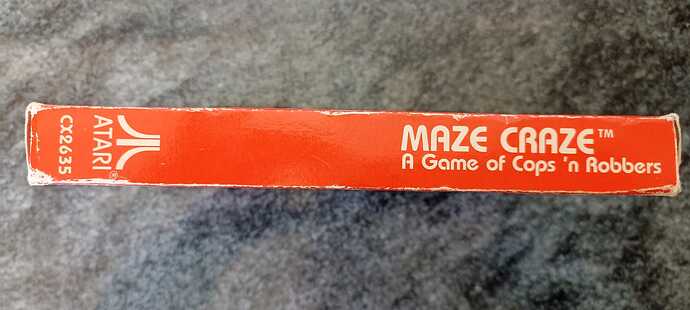 MAZE CRAZE™
A Game of Cops 'n Robbers
ATARI®
CX2635